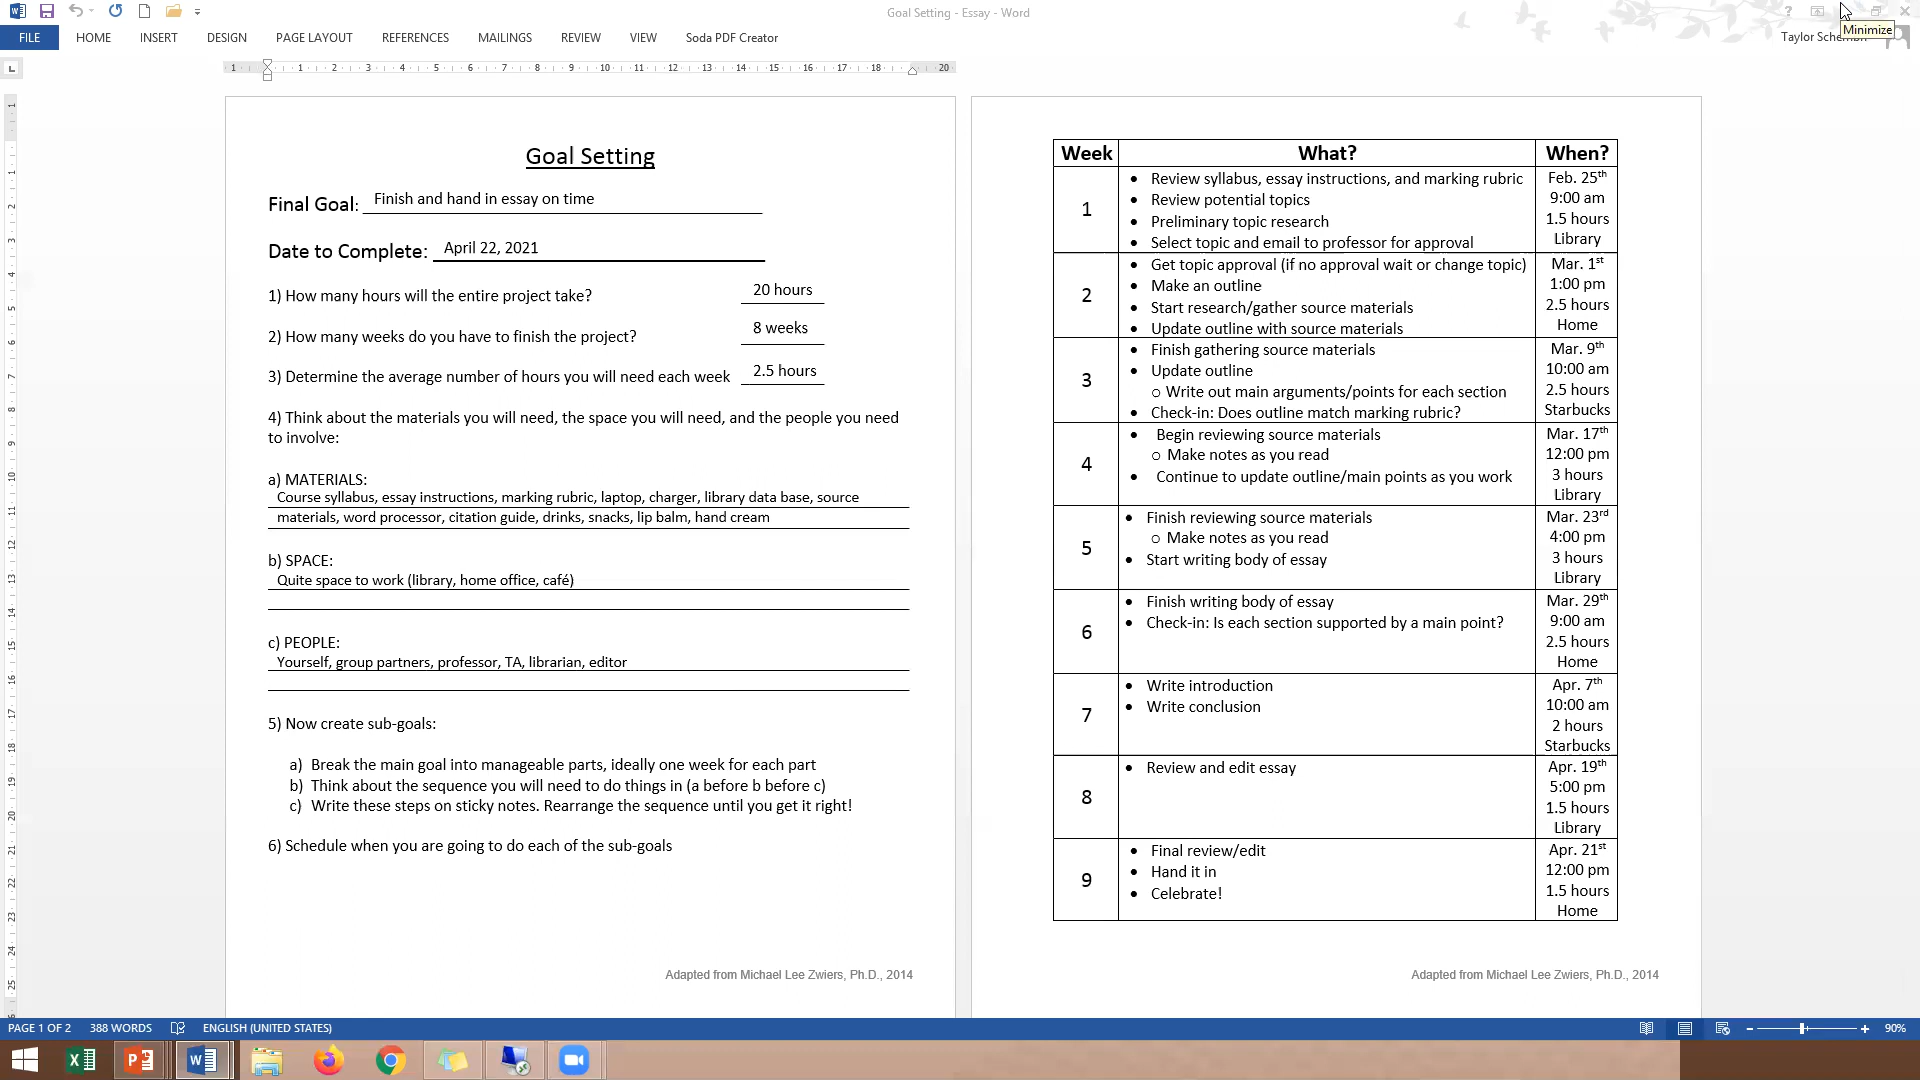 Goal Setting - Essay - Word
Minimize
FILE HOME INSERT DESIGN PAGE LAYOUT REFERENCES MAILINGS REVIEW VIEW Soda PDF Creator
Taylor
1 1 2 3 4 5 6 7 8 9 10 11 12 13 14 15 16 17 18 20
Goal Setting
Final Goal: Finish and hand in essay on time
Date to Complete: April 22, 2021
1) How many hours will the entire project take? 20 hours
2) How many weeks do you have to finish the project? 8 weeks
3) Determine the average number of hours you will need each week 2.5 hours
4) Think about the materials you will need, the space you will need, and the people you need
to involve:
a) MATERIALS:
Course syllabus, essay instructions, marking rubric, laptop, charger, library data base, source
materials, word processor, citation guide, drinks, snacks, lip balm, hand cream
b) SPACE:
Quite space to work (library, home office, café)
c) PEOPLE:
Yourself, group partners, professor, TA, librarian, editor
5) Now create sub-goals:
a) Break the main goal into manageable parts, ideally one week for each part
b) Think about the sequence you will need to do things in (a before b before c)
c) Write these steps on sticky notes. Rearrange the sequence until you get it right!
6) Schedule when you are going to do each of the sub-goals
Adapted from Michael Lee Zwiers, Ph.D., 2014
Week What? When?
1
• Review syllabus, essay instructions, and marking rubric
• Review potential topics
• Preliminary topic research
• Select topic and email to professor for approval
Feb. 25th
9:00 am
1.5 hours
Library
2
• Get topic approval (if no approval wait or change topic)
• Make an outline
• Start research/gather source materials
• Update outline with source materials
Mar. 1st
1:00 pm
2.5 hours
Home
3
• Finish gathering source materials
• Update outline
o Write out main arguments/points for each section
• Check-in: Does outline match marking rubric?
Mar. 9th
10:00 am
2.5 hours
Starbucks
4
• Begin reviewing source materials
o Make notes as you read
• Continue to update outline/main points as you work
Mar. 17th
12:00 pm
3 hours
Library
5
• Finish reviewing source materials
o Make notes as you read
• Start writing body of essay
Mar. 23rd
4:00 pm
3 hours
Library
6
• Finish writing body of essay
• Check-in: Is each section supported by a main point?
Mar. 29th
9:00 am
2.5 hours
Home
7
• Write introduction
• Write conclusion
Apr. 7th
10:00 am
2 hours
Starbucks
8
• Review and edit essay
Apr. 19th
5:00 pm
1.5 hours
Library
9
• Final review/edit
• Hand it in
• Celebrate!
Apr. 21st
12:00 pm
1.5 hours
Home
Adapted from Michael Lee Zwiers, Ph.D., 2014
PAGE 1 OF 2 388 WORDS ENGLISH (UNITED STATES) 90%